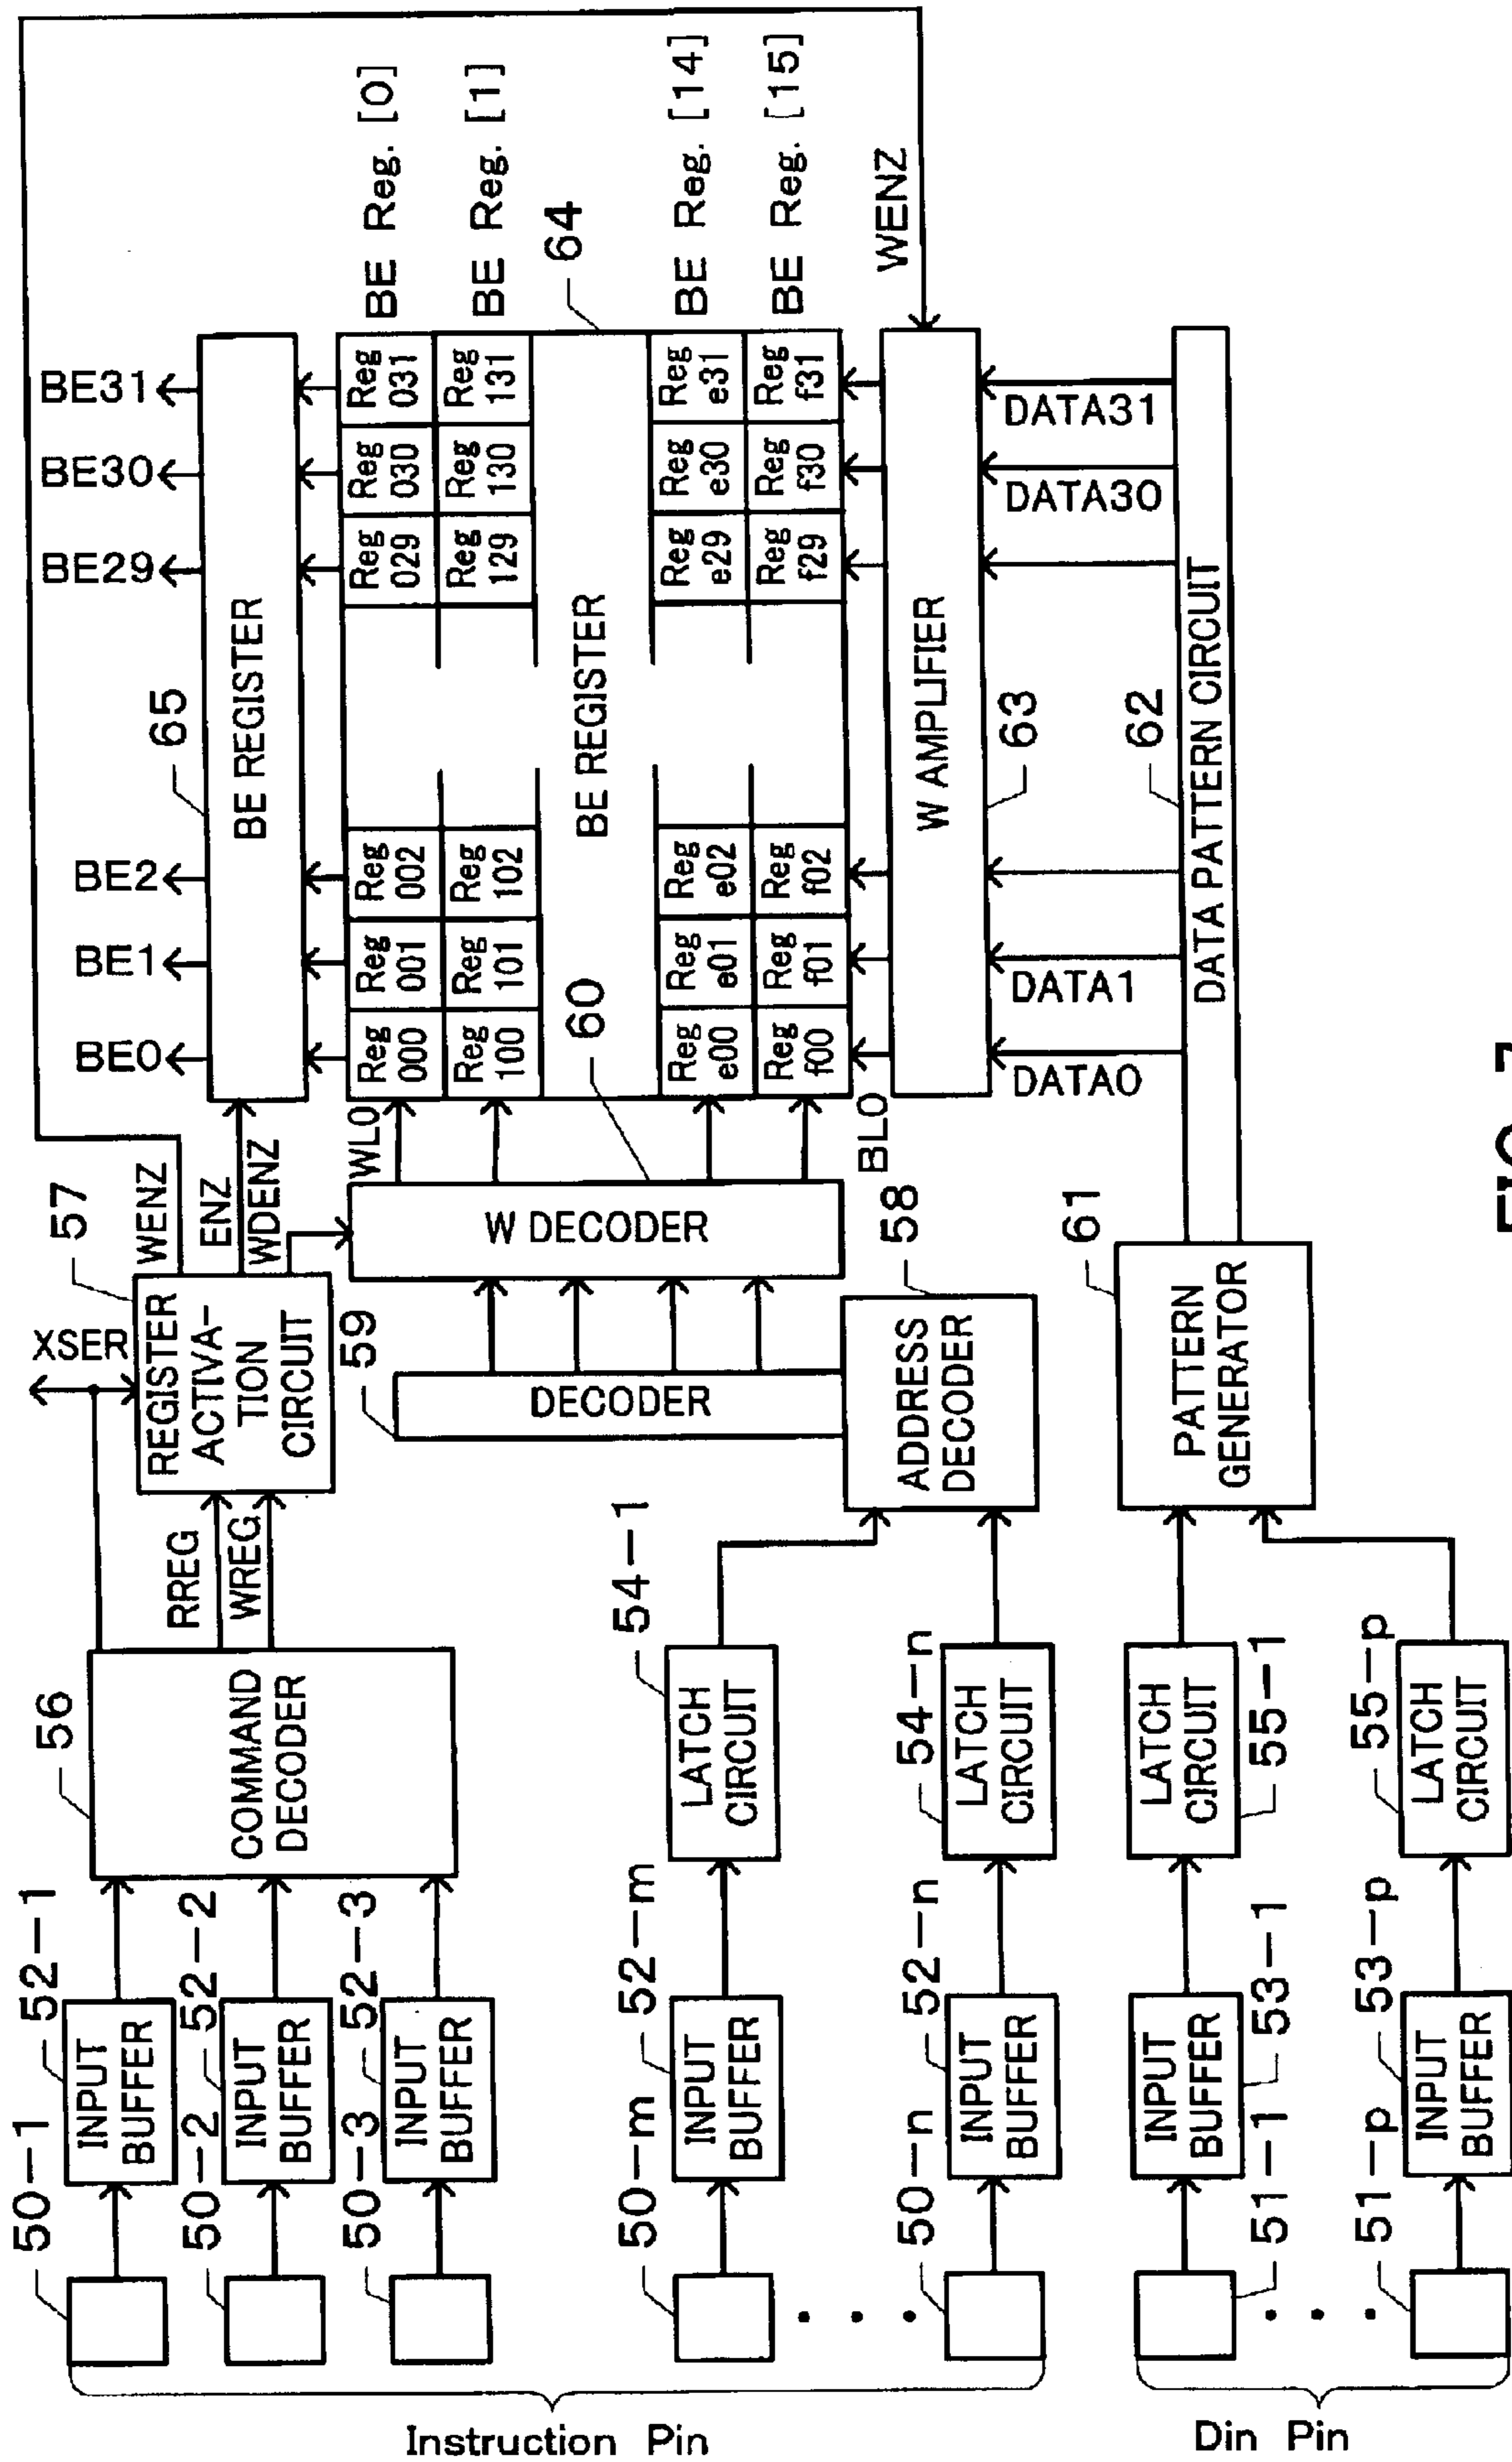 Instruction Pin
Din Pin
50-1
50-2
50-3
50-m
50-n
51-1
51-p
INPUT
BUFFER
52-1
INPUT
BUFFER
52-2
INPUT
BUFFER
52-3
INPUT
BUFFER
52-m
INPUT
BUFFER
52-n
INPUT
BUFFER
53-1
INPUT
BUFFER
53-p
COMMAND
DECODER
56
LATCH
CIRCUIT
54-1
LATCH
CIRCUIT
54-n
LATCH
CIRCUIT
55-1
LATCH
CIRCUIT
55-p
RREG
WREG
XSER
REGISTER
ACTIVA-
TION
CIRCUIT
57
DECODER
59
ADDRESS
DECODER
58
PATTERN
GENERATOR
61
WENZ
ENZ
WDENZ
W DECODER
60
WL0
BL0
BE0
BE1
BE2
BE29
BE30
BE31
BE REGISTER
65
Reg
000
Reg
001
Reg
002
Reg
029
Reg
030
Reg
031
BE Reg. [0]
Reg
100
Reg
101
Reg
102
Reg
129
Reg
130
Reg
131
BE Reg. [1]
BE REGISTER
64
Reg
e00
Reg
e01
Reg
e02
Reg
e29
Reg
e30
Reg
e31
BE Reg. [14]
Reg
f00
Reg
f01
Reg
f02
Reg
f29
Reg
f30
Reg
f31
BE Reg. [15]
W AMPLIFIER
63
WENZ
DATA0
DATA1
DATA30
DATA31
DATA PATTERN CIRCUIT
62